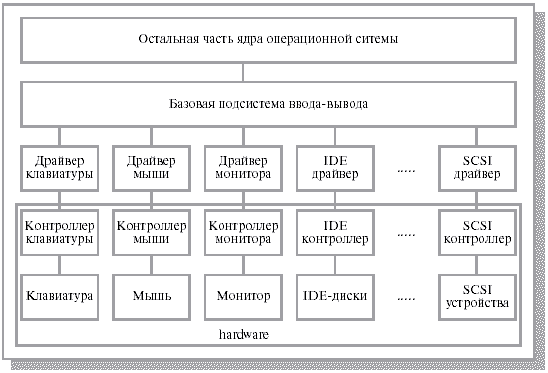 Остальная часть ядра операционной ситемы
Базовая подсистема ввода-вывода
Драйвер клавиатуры
Драйвер мыши
Драйвер монитора
IDE драйвер
.....
SCSI драйвер
Контроллер клавиатуры
Контроллер мыши
Контроллер монитора
IDE контроллер
.....
SCSI контроллер
Клавиатура
Мышь
Монитор
IDE-диски
.....
SCSI устройства
hardware